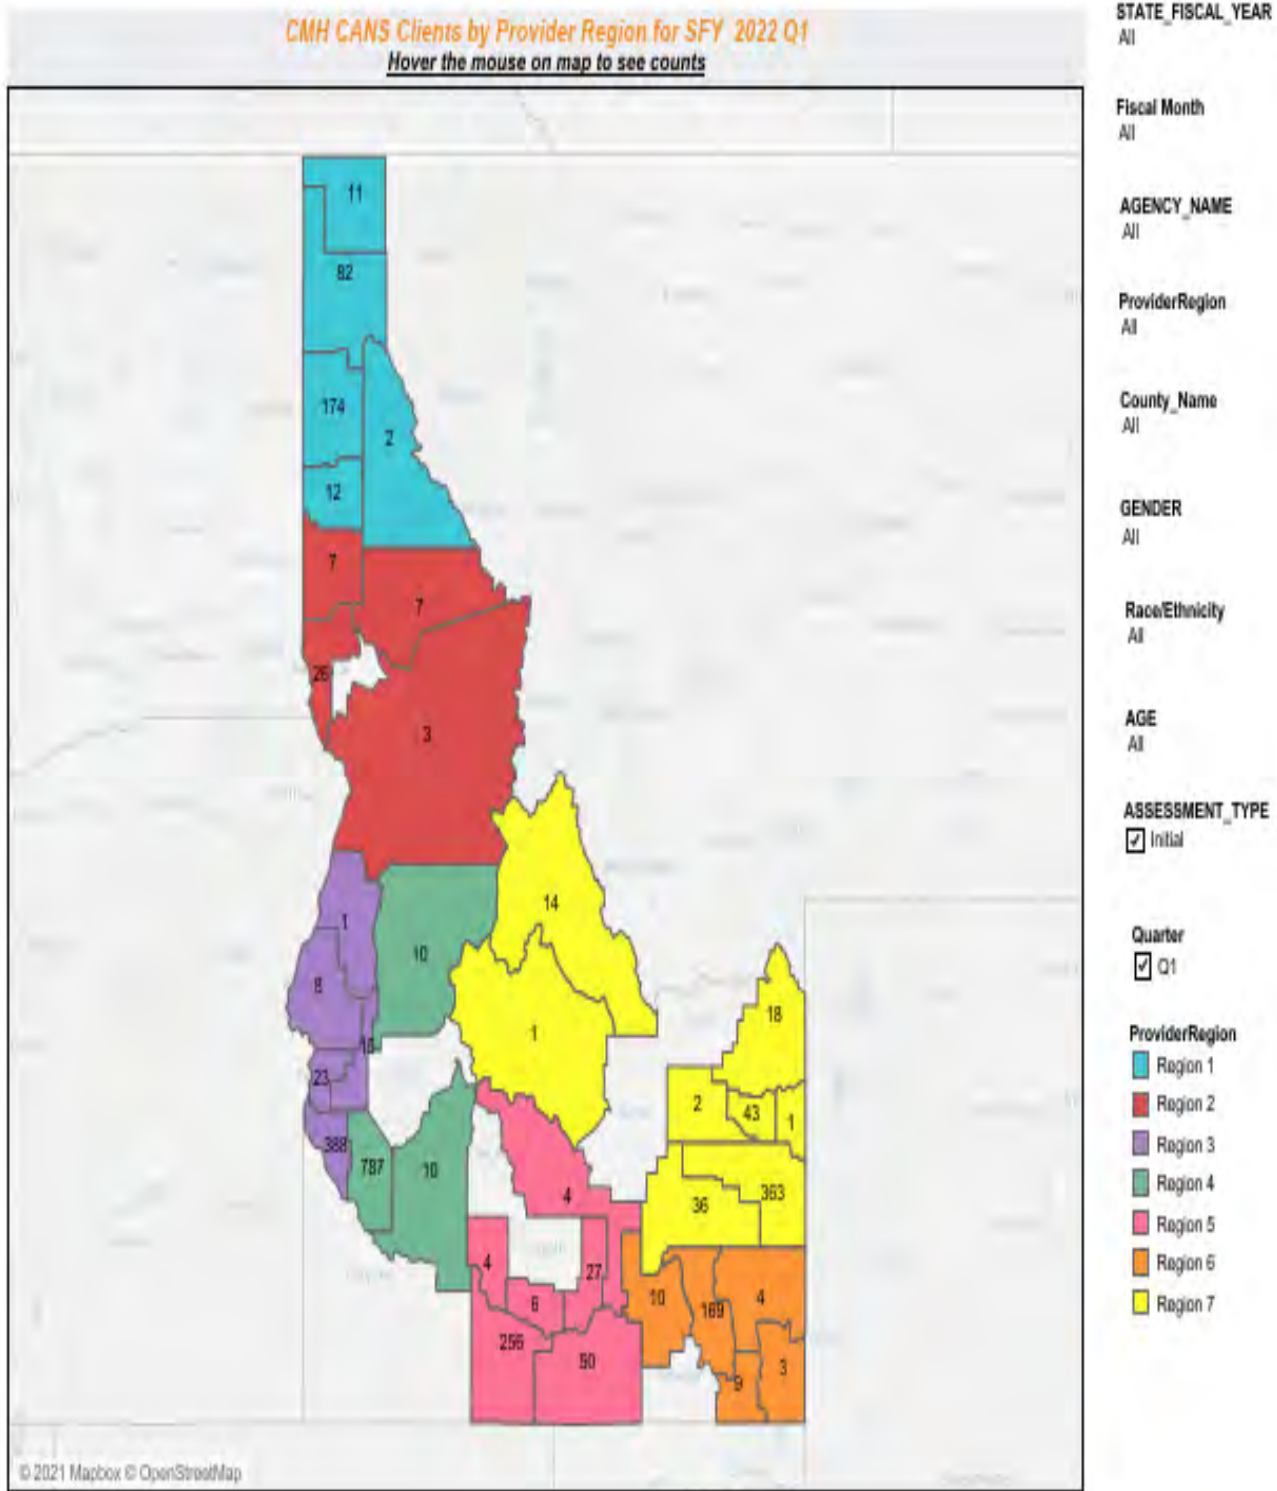 CMH CANS Clients by Provider Region for SFY 2022 Q1
Hover the mouse on map to see counts
STATE_FISCAL_YEAR
All
Fiscal Month
All
AGENCY_NAME
All
ProviderRegion
All
County_Name
All
GENDER
All
Race/Ethnicity
All
AGE
All
ASSESSMENT_TYPE
Initial
Quarter
Q1
ProviderRegion
Region 1
Region 2
Region 3
Region 4
Region 5
Region 6
Region 7
11
82
174
2
12
7
7
26
3
14
1
10
8
1
18
23
2
43
1
388
787
10
4
36
363
4
27
6
10
169
4
256
50
9
3
© 2021 Mapbox © OpenStreetMap